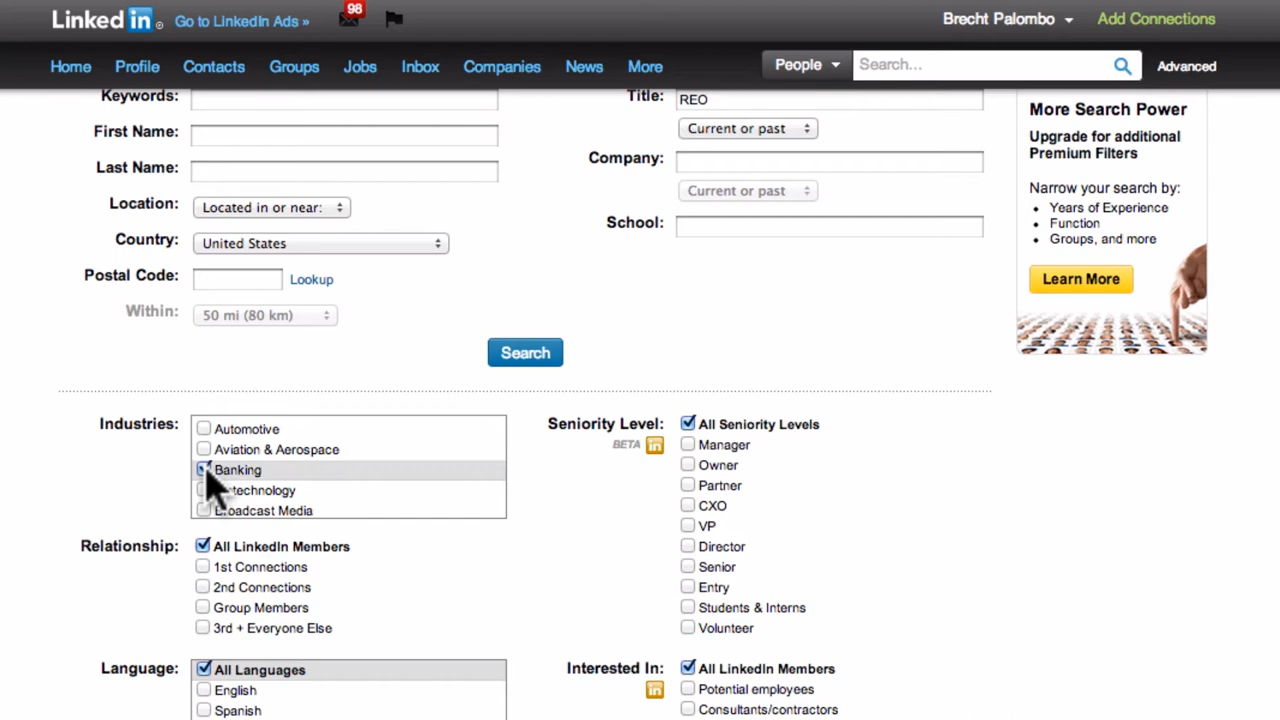 Linked in Go to LinkedIn Ads » 98 Brecht Palombo Add Connections
Home Profile Contacts Groups Jobs Inbox Companies News More People Search... Advanced
Keywords:
First Name:
Last Name:
Location: Located in or near:
Country: United States
Postal Code: Lookup
Within: 50 mi (80 km)
Title: REO
Current or past
Company:
Current or past
School:
Search
More Search Power
Upgrade for additional
Premium Filters
Narrow your search by:
• Years of Experience
• Function
• Groups, and more
Learn More
Industries: Automotive
Aviation & Aerospace
Banking
technology
Broadcast Media
Seniority Level: All Seniority Levels
BETA in Manager
Owner
Partner
CXO
VP
Director
Senior
Entry
Students & Interns
Volunteer
Relationship: All LinkedIn Members
1st Connections
2nd Connections
Group Members
3rd + Everyone Else
Language: All Languages
English
Spanish
Interested In: All LinkedIn Members
in Potential employees
Consultants/contractors